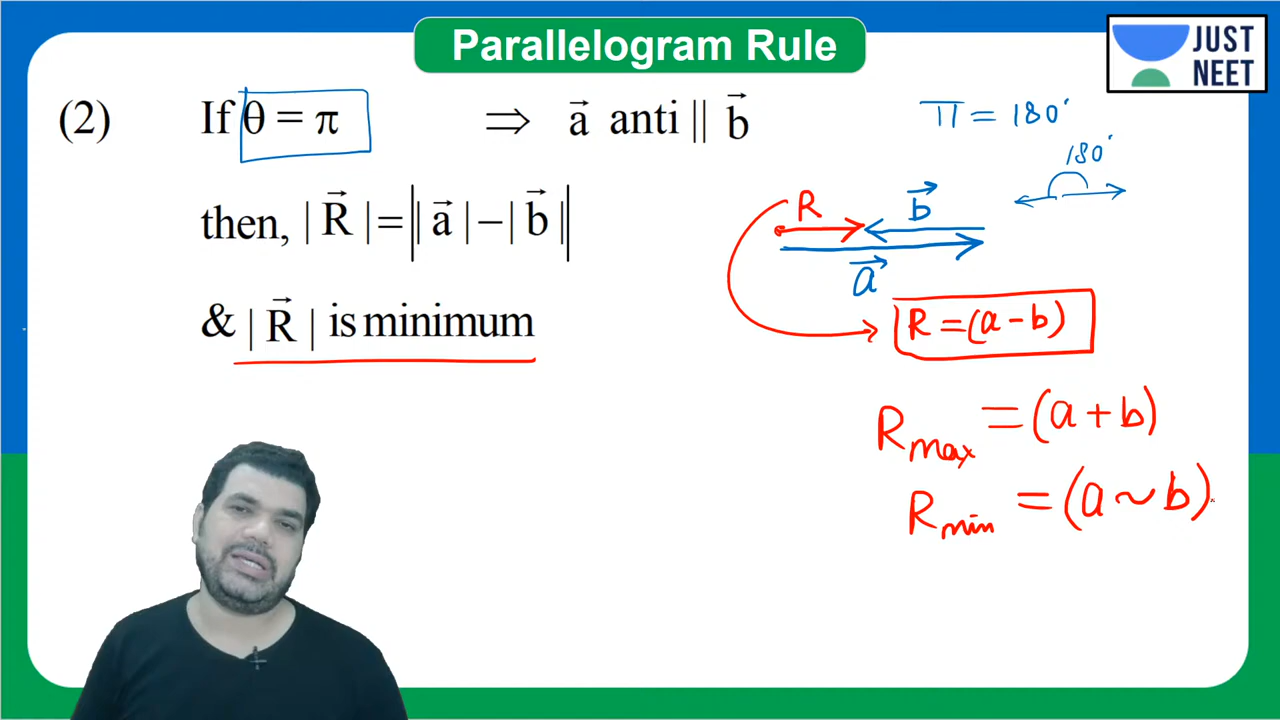 Parallelogram Rule
JUST
NEET
(2) If θ = π ⇒ a⃗ anti || b⃗
π = 180°
180°
then, | R⃗ | = || a⃗ | − | b⃗ ||
R
b⃗
a⃗
& | R⃗ | is minimum
R = (a - b)
Rmax = (a + b)
Rmin = (a ~ b)